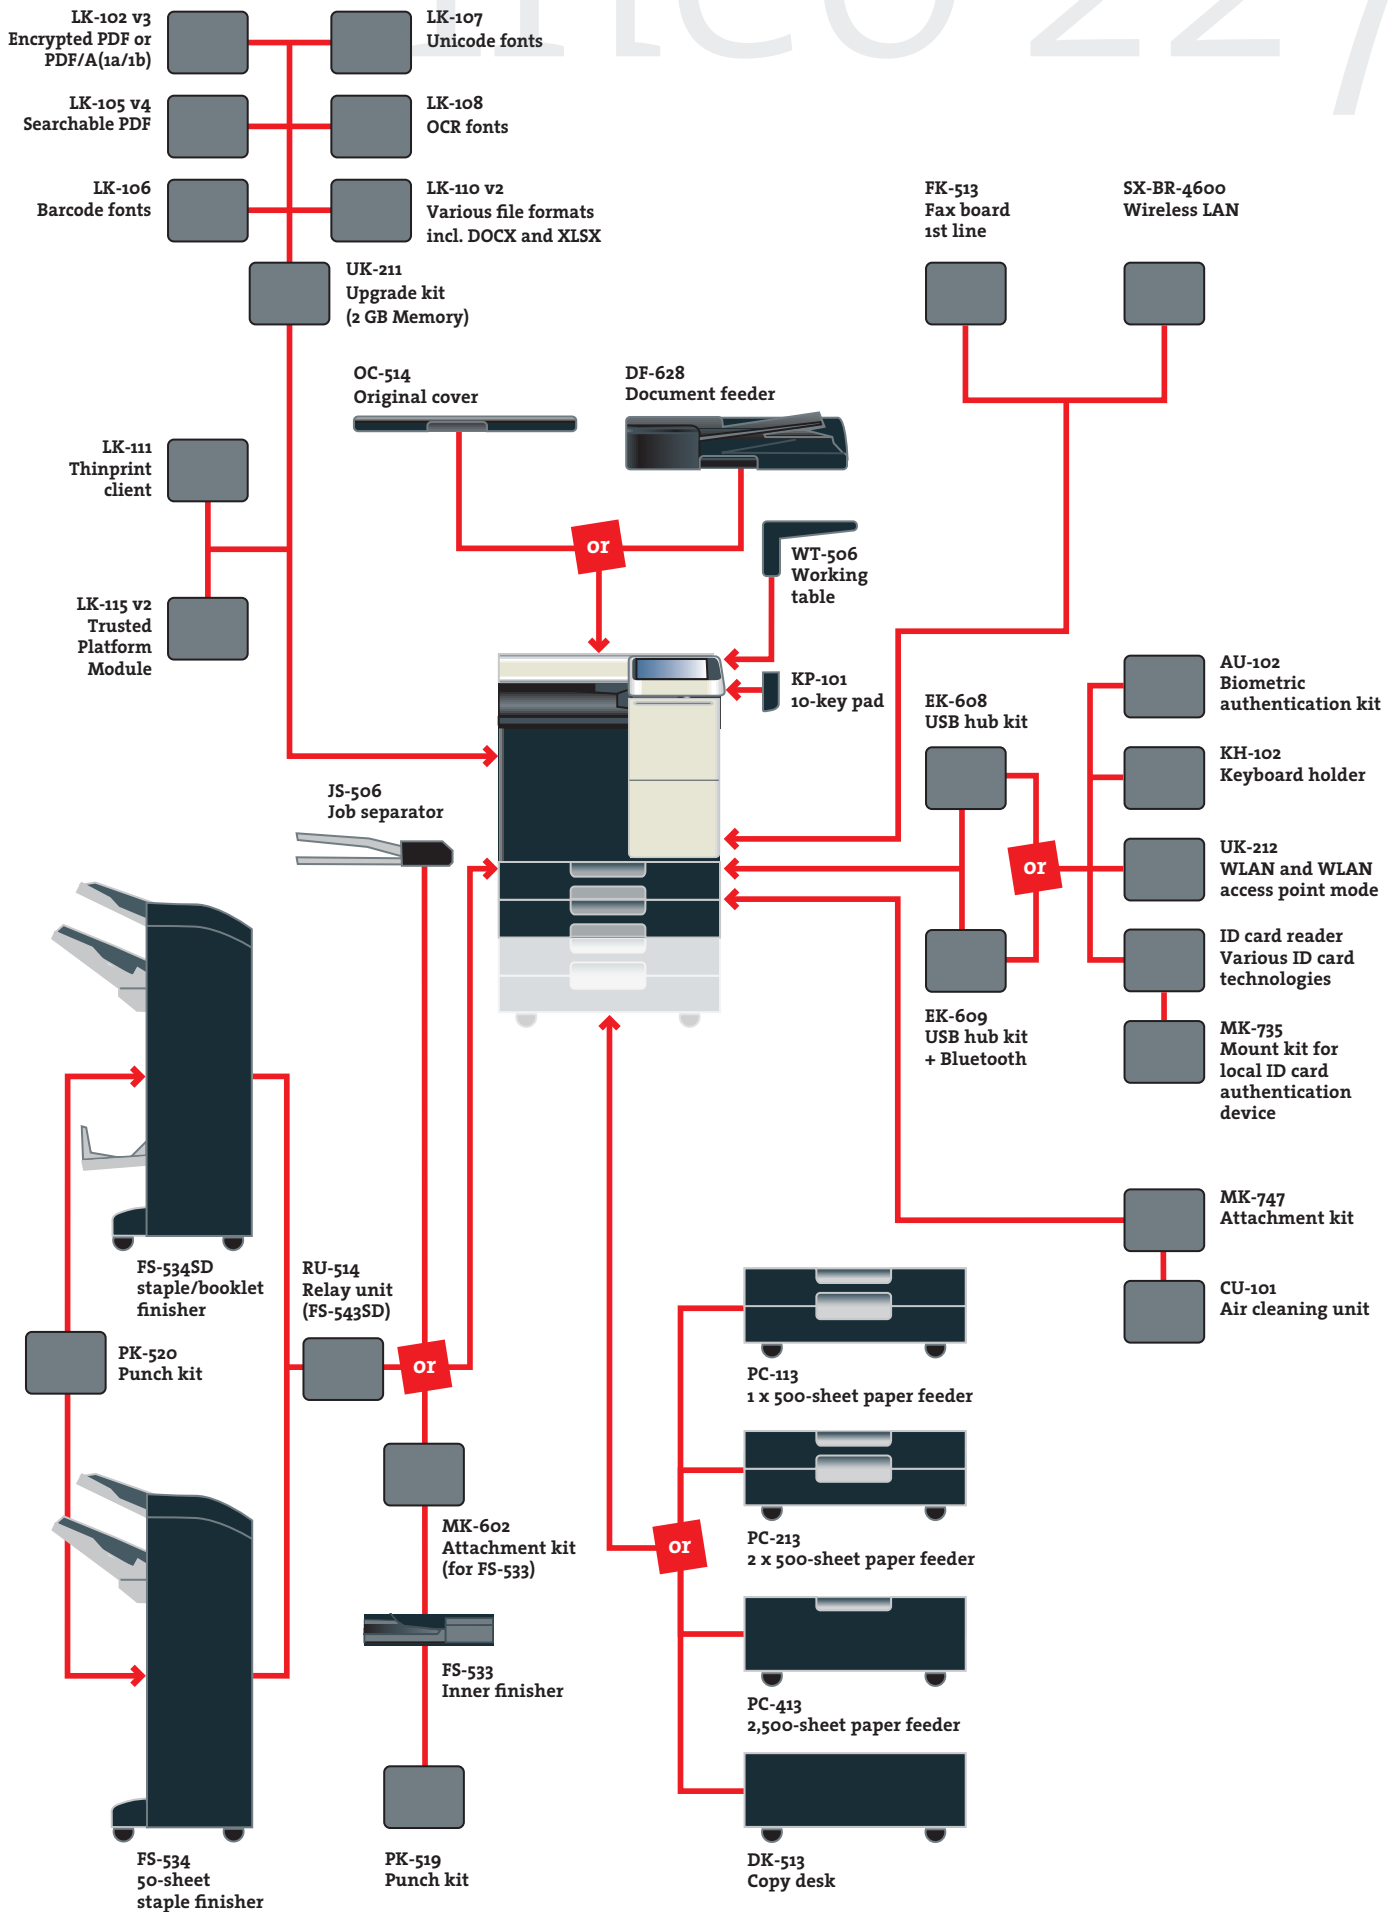 LK-102 v3
Encrypted PDF or
PDF/A(1a/1b)
LK-107
Unicode fonts
LK-105 v4
Searchable PDF
LK-108
OCR fonts
LK-106
Barcode fonts
LK-110 v2
Various file formats
incl. DOCX and XLSX
UK-211
Upgrade kit
(2 GB Memory)
FK-513
Fax board
1st line
SX-BR-4600
Wireless LAN
OC-514
Original cover
DF-628
Document feeder
LK-111
Thinprint
client
or
WT-506
Working
table
LK-115 v2
Trusted
Platform
Module
KP-101
10-key pad
AU-102
Biometric
authentication kit
EK-608
USB hub kit
KH-102
Keyboard holder
JS-506
Job separator
or
UK-212
WLAN and WLAN
access point mode
ID card reader
Various ID card
technologies
EK-609
USB hub kit
+ Bluetooth
MK-735
Mount kit for
local ID card
authentication
device
MK-747
Attachment kit
FS-534SD
staple/booklet
finisher
RU-514
Relay unit
(FS-543SD)
CU-101
Air cleaning unit
PK-520
Punch kit
or
PC-113
1 x 500-sheet paper feeder
MK-602
Attachment kit
(for FS-533)
or
PC-213
2 x 500-sheet paper feeder
FS-533
Inner finisher
PC-413
2,500-sheet paper feeder
FS-534
50-sheet
staple finisher
PK-519
Punch kit
DK-513
Copy desk